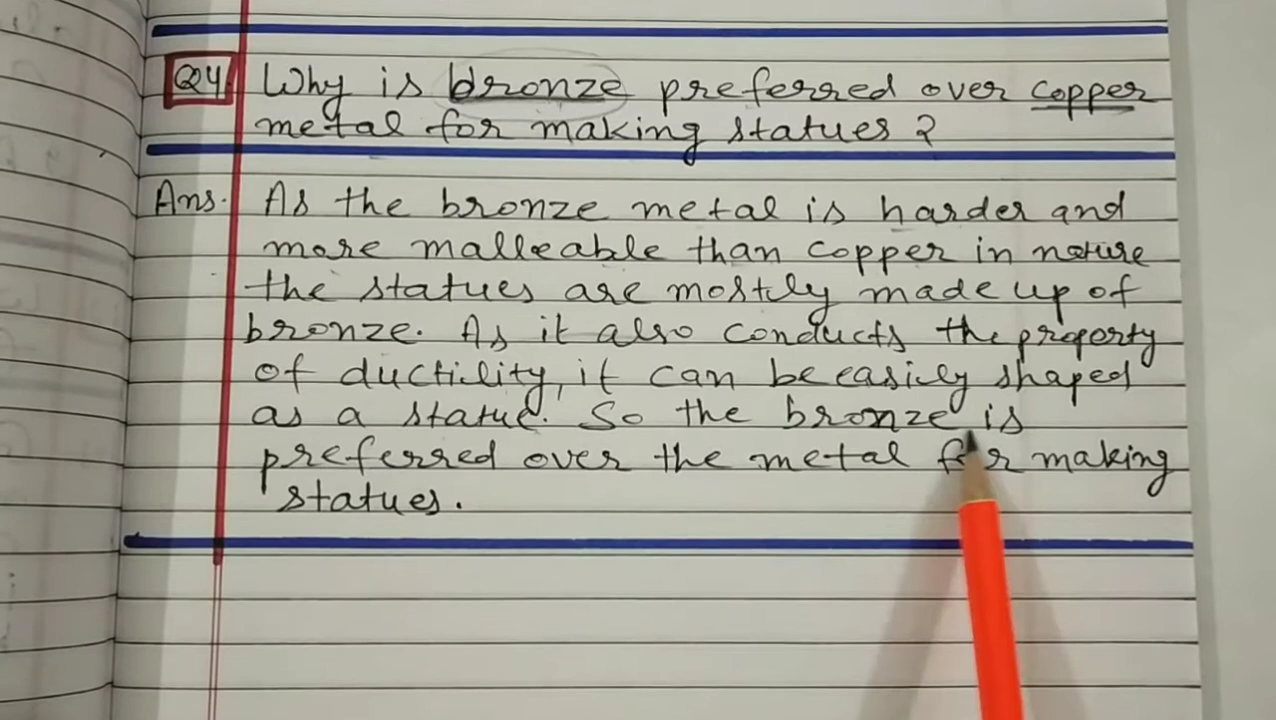 Q4. Why is bronze preferred over copper
metal for making statues?
Ans. As the bronze metal is harder and
more malleable than copper in nature
the statues are mostly made up of
bronze. As it also conducts the property
of ductility, it can be easily shaped
as a statue. So the bronze is
preferred over the metal for making
statues.